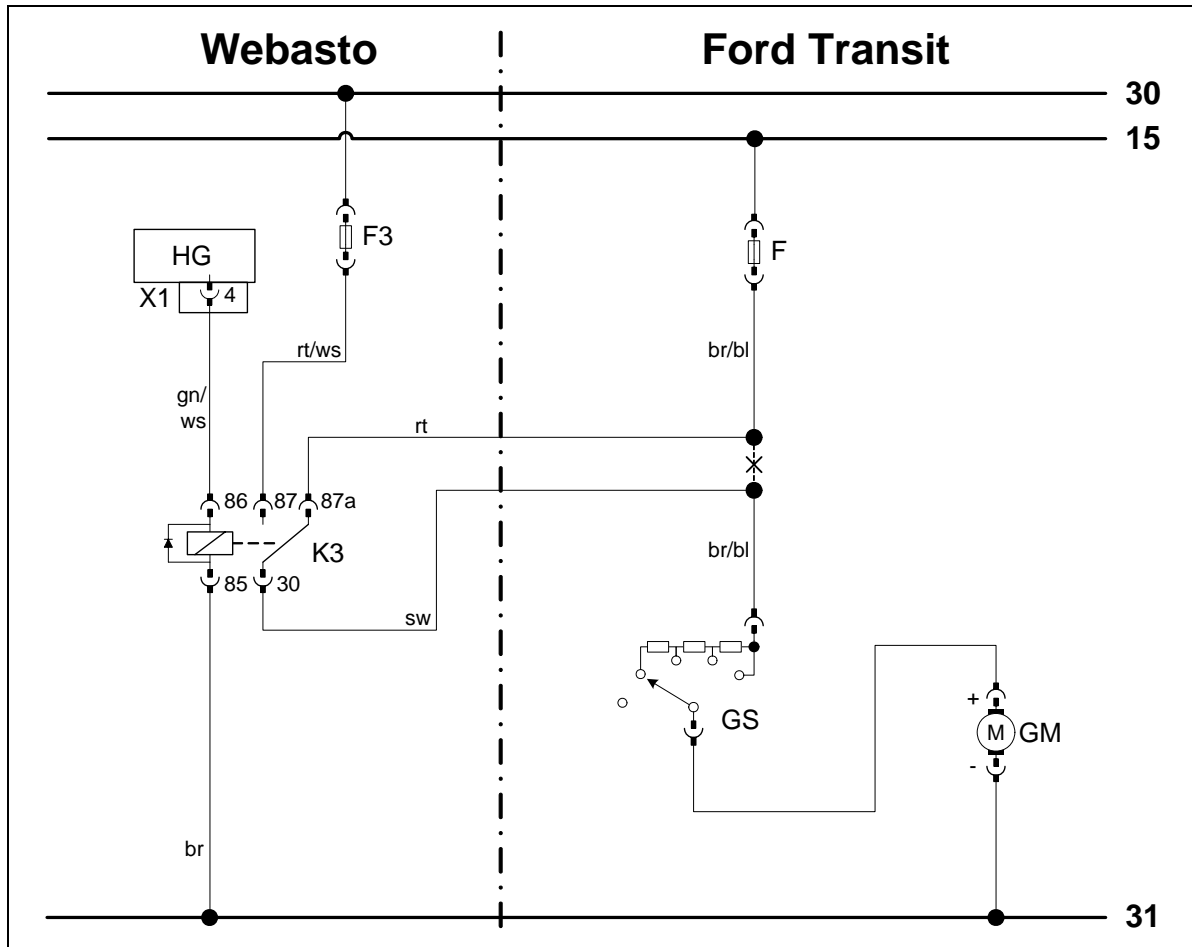 Webasto
Ford Transit
30
15
F3
F
HG
X1
4
rt/ws
br/bl
gn/
ws
rt
86
87
87a
K3
85
30
br/bl
sw
GS
+
M
GM
-
br
31